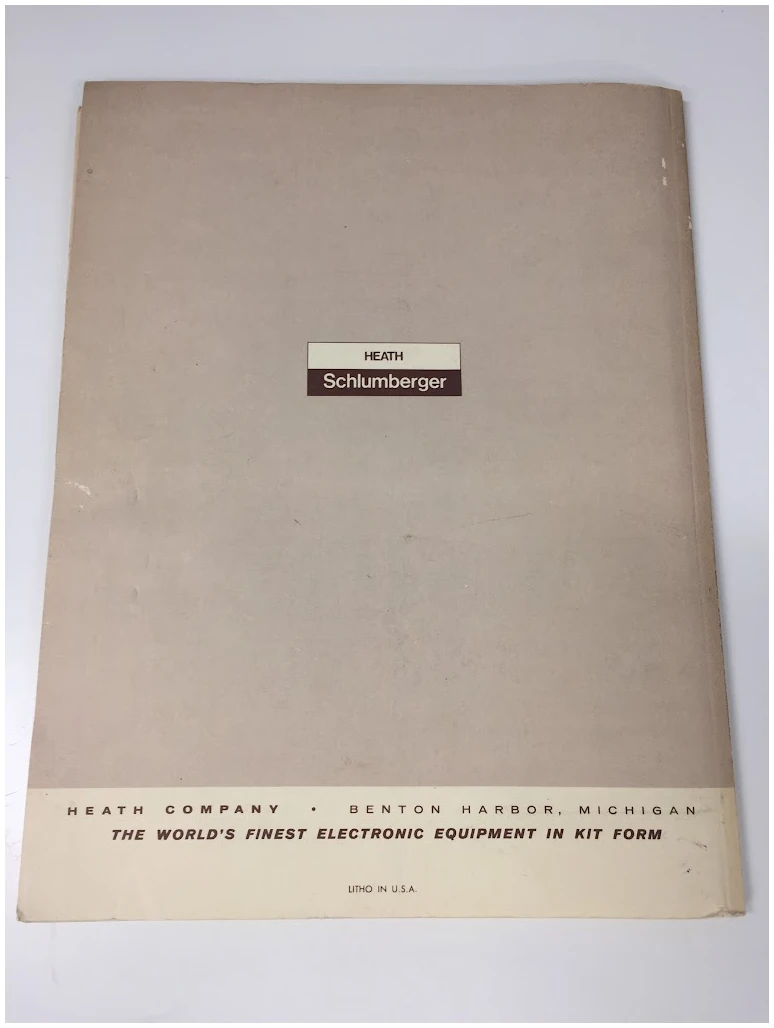 HEATH
Schlumberger
HEATH COMPANY • BENTON HARBOR, MICHIGAN
THE WORLD'S FINEST ELECTRONIC EQUIPMENT IN KIT FORM
LITHO IN U.S.A.